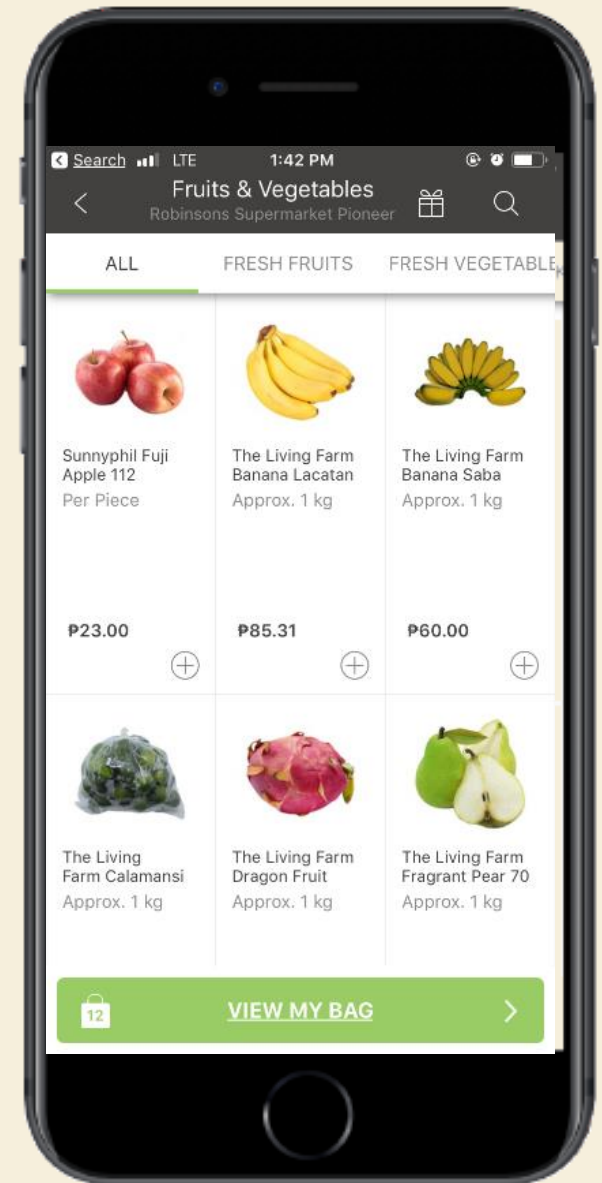 Search LTE 1:42 PM
Fruits & Vegetables
Robinsons Supermarket Pioneer
ALL FRESH FRUITS FRESH VEGETABLE
Sunnyphil Fuji
Apple 112
Per Piece
₱23.00
The Living Farm
Banana Lacatan
Approx. 1 kg
₱85.31
The Living Farm
Banana Saba
Approx. 1 kg
₱60.00
The Living
Farm Calamansi
Approx. 1 kg
The Living Farm
Dragon Fruit
Approx. 1 kg
The Living Farm
Fragrant Pear 70
Approx. 1 kg
12 VIEW MY BAG